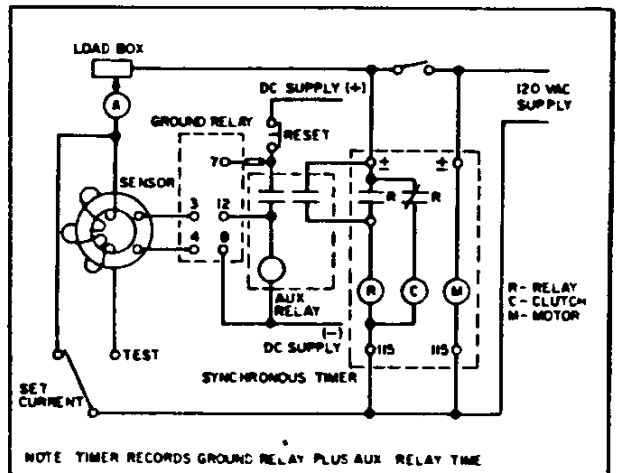 LOAD BOX
A
DC SUPPLY (+)
120 VAC
SUPPLY
GROUND RELAY
RESET
7
±
±
SENSOR
3
12
R
R
4
8
R
C
M
R - RELAY
C - CLUTCH
M - MOTOR
AUX
RELAY
(-)
DC SUPPLY
115
115
TEST
SYNCHRONOUS TIMER
SET
CURRENT
NOTE TIMER RECORDS GROUND RELAY PLUS AUX RELAY TIME